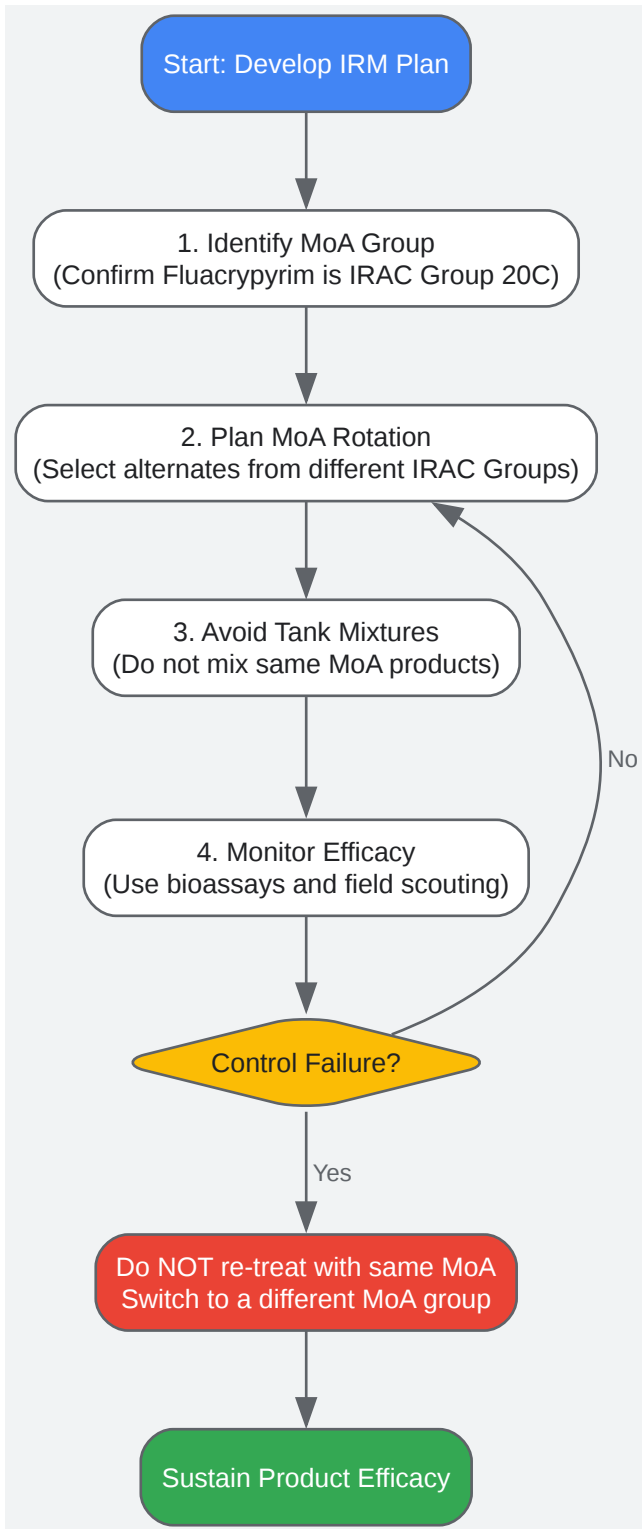 Start: Develop IRM Plan
1. Identify MoA Group
(Confirm Fluacrypyrim is IRAC Group 20C)
2. Plan MoA Rotation
(Select alternates from different IRAC Groups)
3. Avoid Tank Mixtures
(Do not mix same MoA products)
No
4. Monitor Efficacy
(Use bioassays and field scouting)
Control Failure?
Yes
Do NOT re-treat with same MoA
Switch to a different MoA group
Sustain Product Efficacy